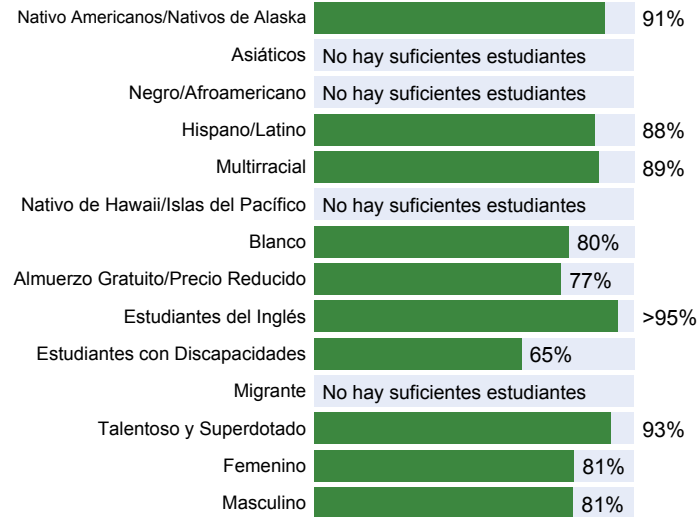 Nativo Americanos/Nativos de Alaska 91%
Asiáticos No hay suficientes estudiantes
Negro/Afroamericano No hay suficientes estudiantes
Hispano/Latino 88%
Multirracial 89%
Nativo de Hawaii/Islas del Pacífico No hay suficientes estudiantes
Blanco 80%
Almuerzo Gratuito/Precio Reducido 77%
Estudiantes del Inglés >95%
Estudiantes con Discapacidades 65%
Migrante No hay suficientes estudiantes
Talentoso y Superdotado 93%
Femenino 81%
Masculino 81%